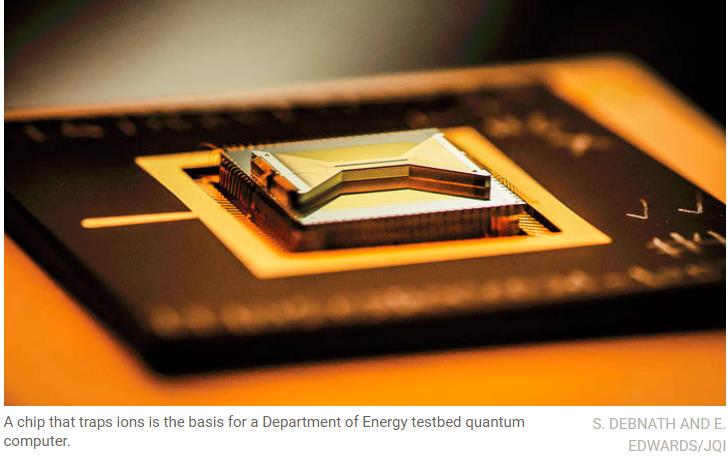 A chip that traps ions is the basis for a Department of Energy testbed quantum
computer.
S. DEBNATH AND E.
EDWARDS/JQI